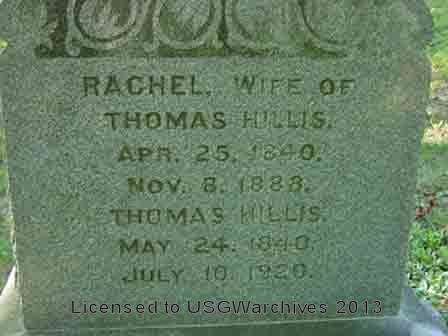 RACHEL, WIFE OF
THOMAS HILLIS.
APR. 25, 1840.
NOV. 8, 1888.
THOMAS HILLIS.
MAY 24, 1840
JULY 10, 1920.
Licensed to USGWarchives 2013